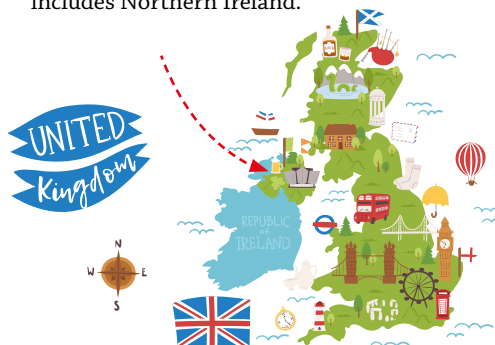 includes Northern Ireland.
UNITED
Kingdom
REPUBLIC
OF
IRELAND
N
W E
S